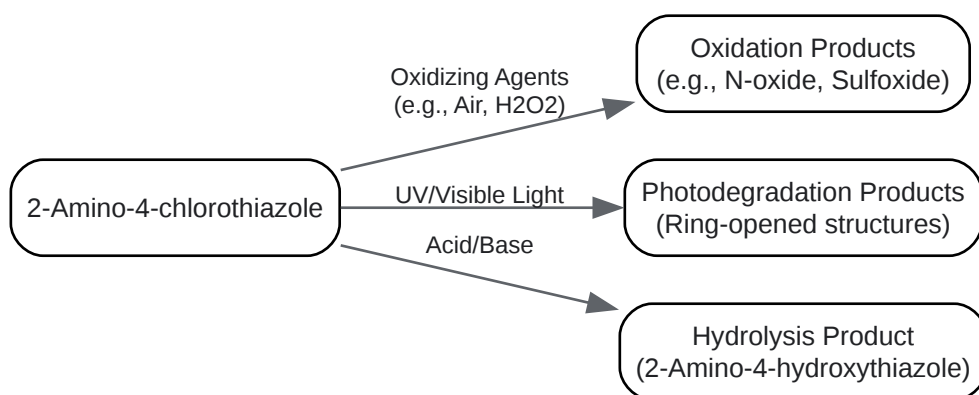 2-Amino-4-chlorothiazole
Oxidizing Agents
(e.g., Air, H2O2)
Oxidation Products
(e.g., N-oxide, Sulfoxide)
UV/Visible Light
Photodegradation Products
(Ring-opened structures)
Acid/Base
Hydrolysis Product
(2-Amino-4-hydroxythiazole)